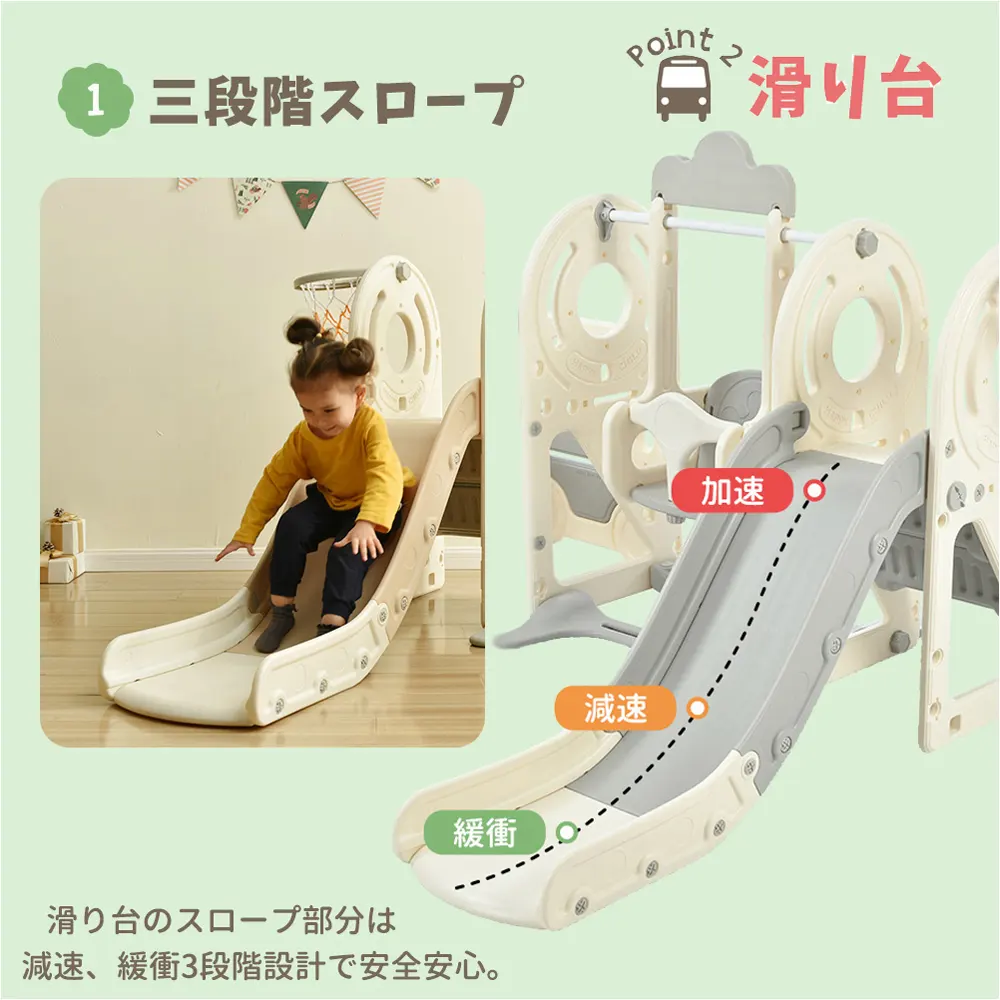 1 三段階スロープ
Point 2
滑り台
加速
減速
緩衝
滑り台のスロープ部分は
減速、緩衝3段階設計で安全安心。